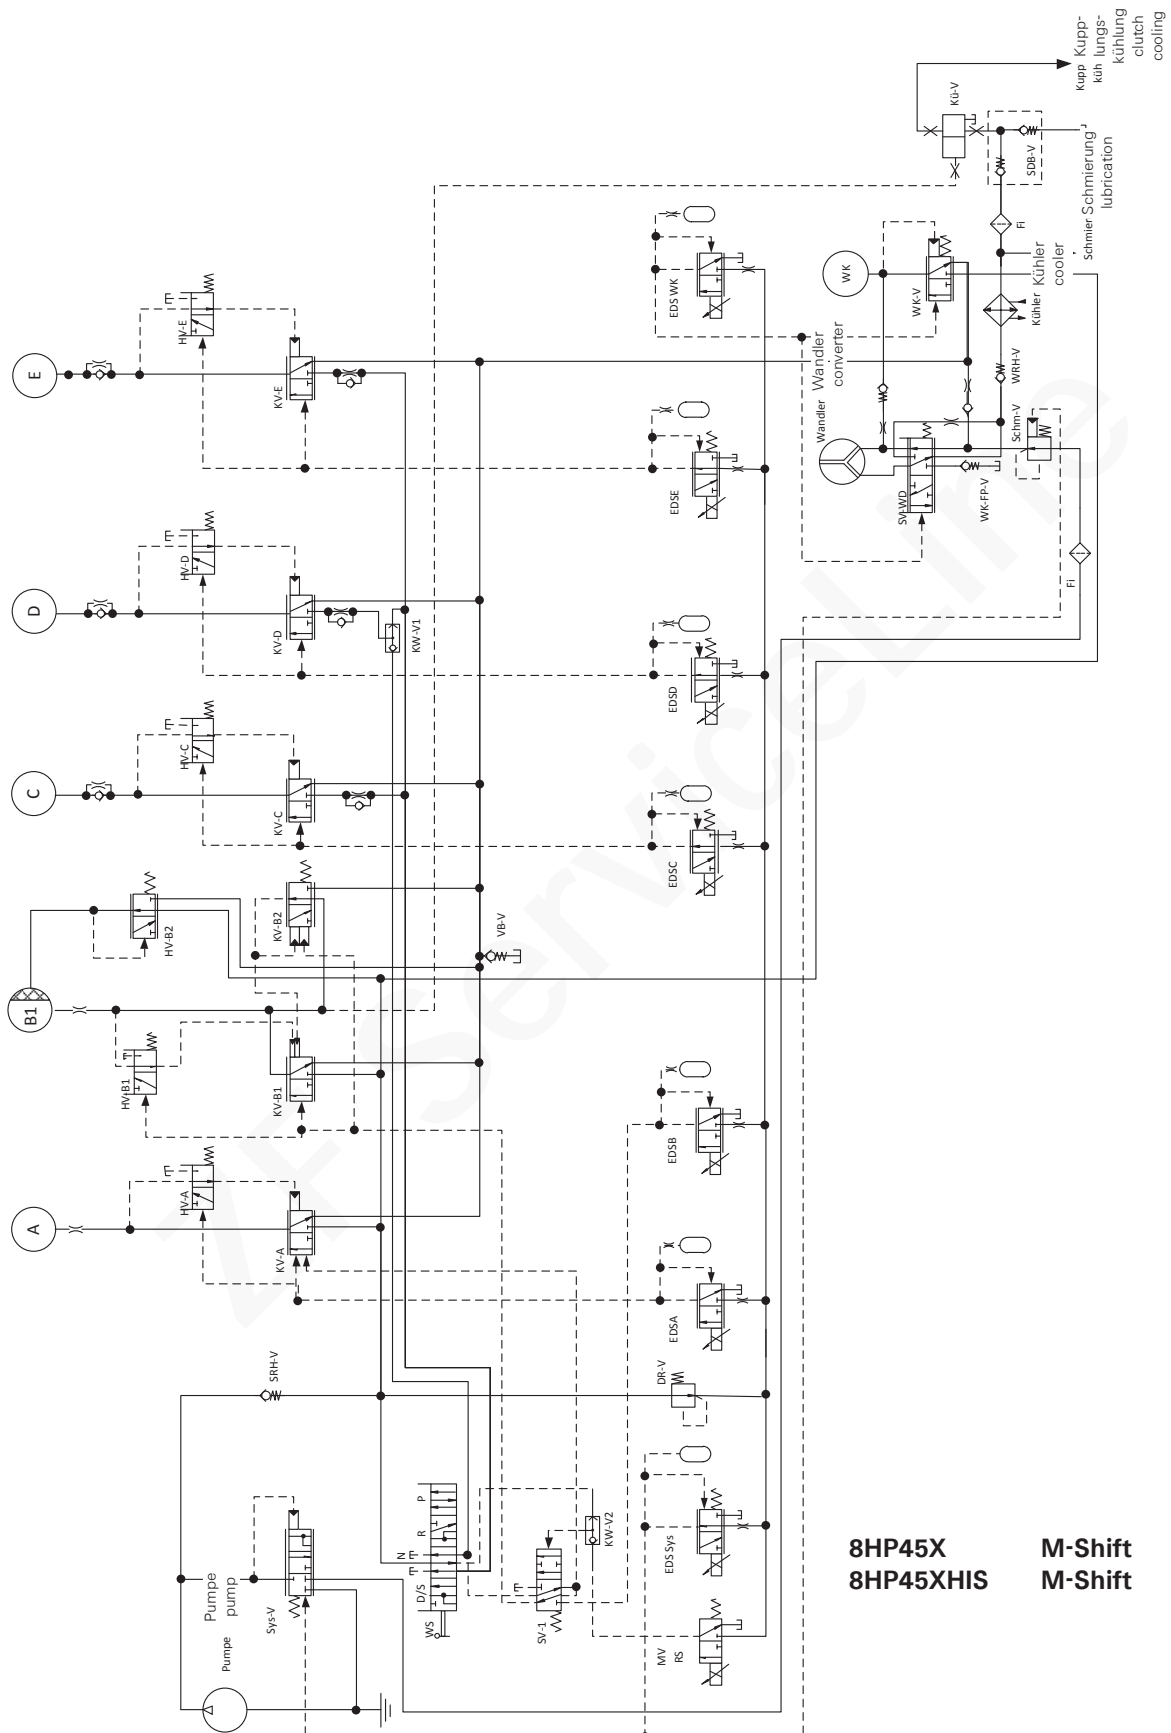 Kupp-
lungs-
kühlung
clutch
cooling
Kupp
küh
Kü-V
SDB-V
Schmierung
lubrication
Schmier
Fi
Kühler
cooler
Kühler
WRH-V
Schm-V
WK
WK-V
EDS WK
Wandler
converter
Wandler
SV-WD
WK-FP-V
Fi
E
HV-E
KV-E
EDSE
D
HV-D
KV-D
KW-V1
EDSD
C
HV-C
KV-C
EDSC
HV-B2
KV-B2
VB-V
B1
HV-B1
KV-B1
EDSB
A
HV-A
KV-A
EDSA
SRH-V
DR-V
Pumpe
pump
Pumpe
Sys-V
WS
D/S
N
R
P
SV-1
KW-V2
EDS Sys
MV
RS
ZF ServiceLine
8HP45X M-Shift
8HP45XHIS M-Shift